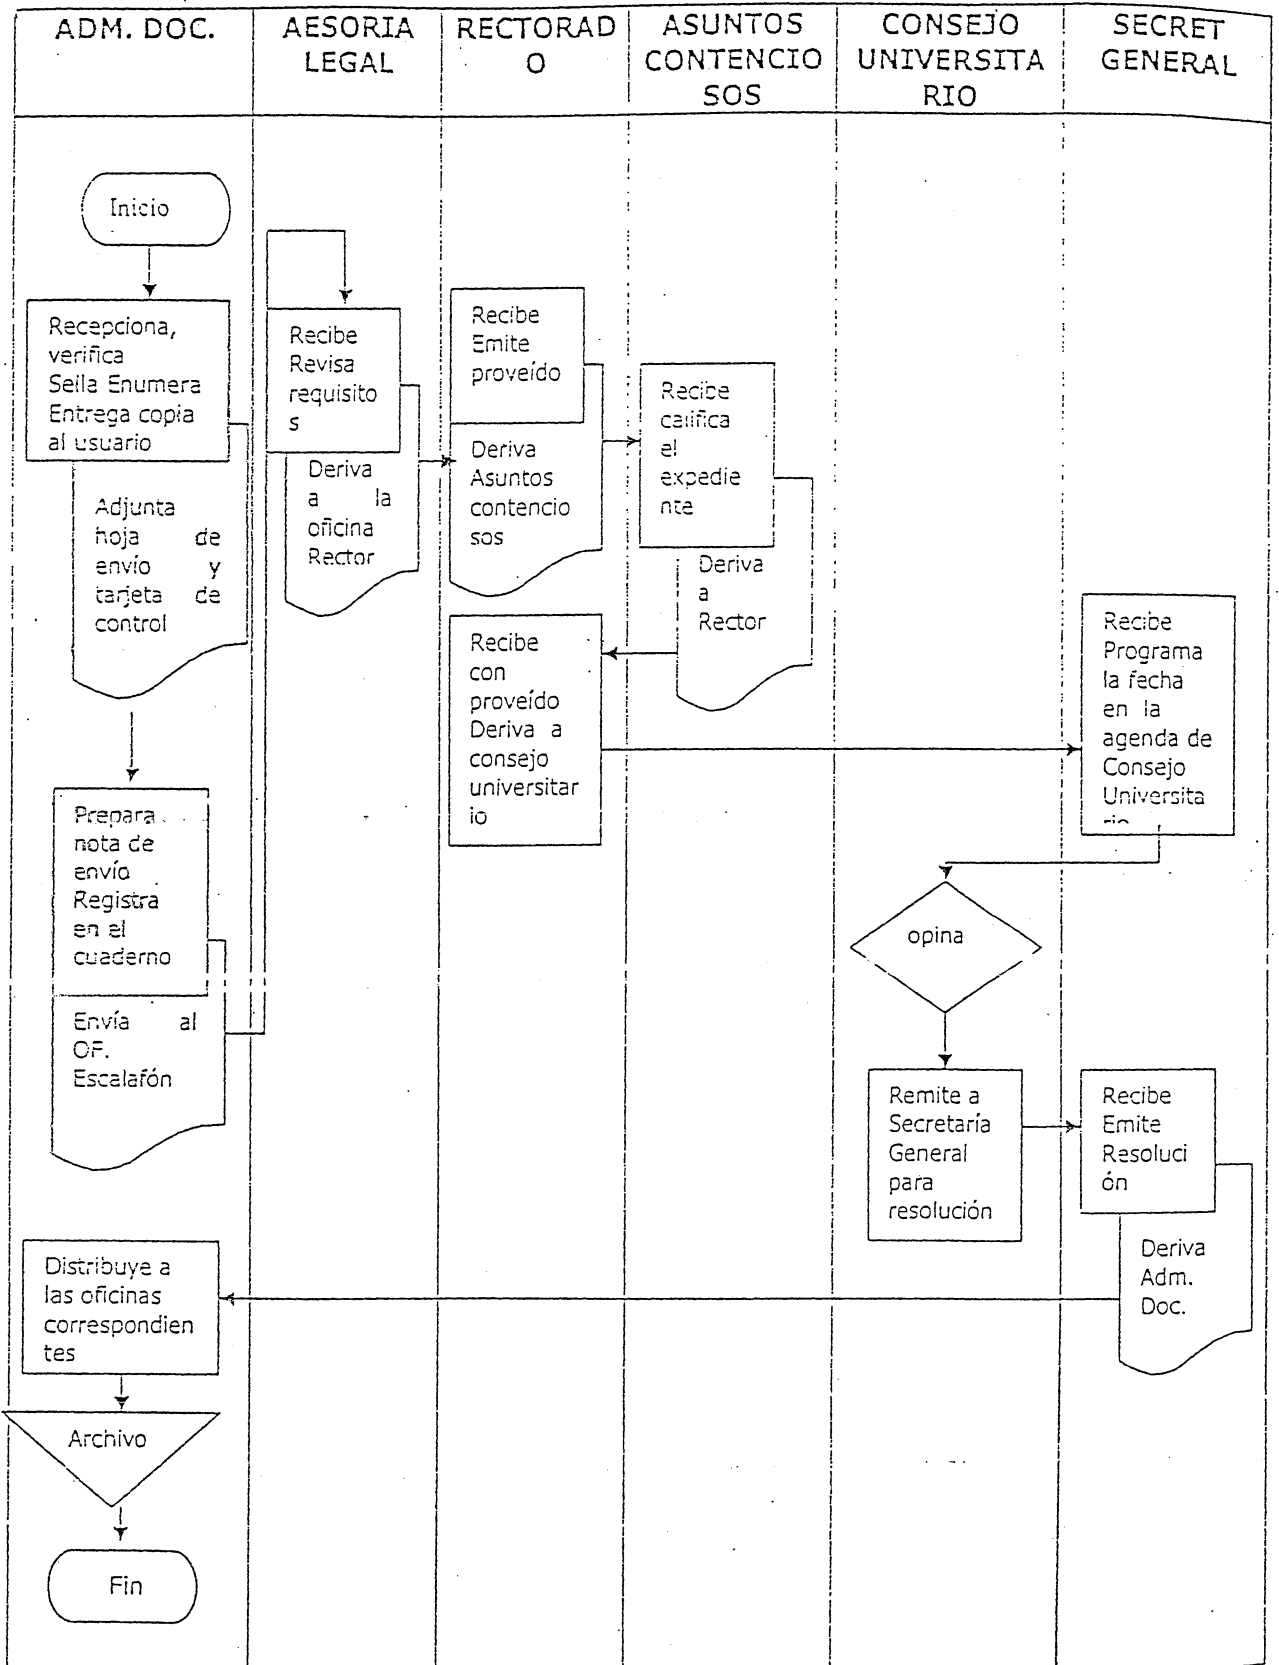 ADM. DOC.
AESORIA
LEGAL
RECTORAD
O
ASUNTOS
CONTENCIO
SOS
CONSEJO
UNIVERSITA
RIO
SECRET
GENERAL
Inicio
Recepciona,
verifica
Sella Enumera
Entrega copia
al usuario
Adjunta
hoja de
envío y
tarjeta de
control
Prepara
nota de
envío
Registra
en el
cuaderno
Envía al
OF.
Escalafón
Recibe
Revisa
requisito
s
Deriva
a la
oficina
Rector
Recibe
Emite
proveído
Deriva
Asuntos
contencio
sos
Recibe
califica
el
expedie
nte
Deriva
a
Rector
Recibe
con
proveído
Deriva a
consejo
universitar
io
Recibe
Programa
la fecha
en la
agenda de
Consejo
Universita
rio
opina
Remite a
Secretaría
General
para
resolución
Recibe
Emite
Resoluci
ón
Deriva
Adm.
Doc.
Distribuye a
las oficinas
correspondien
tes
Archivo
Fin